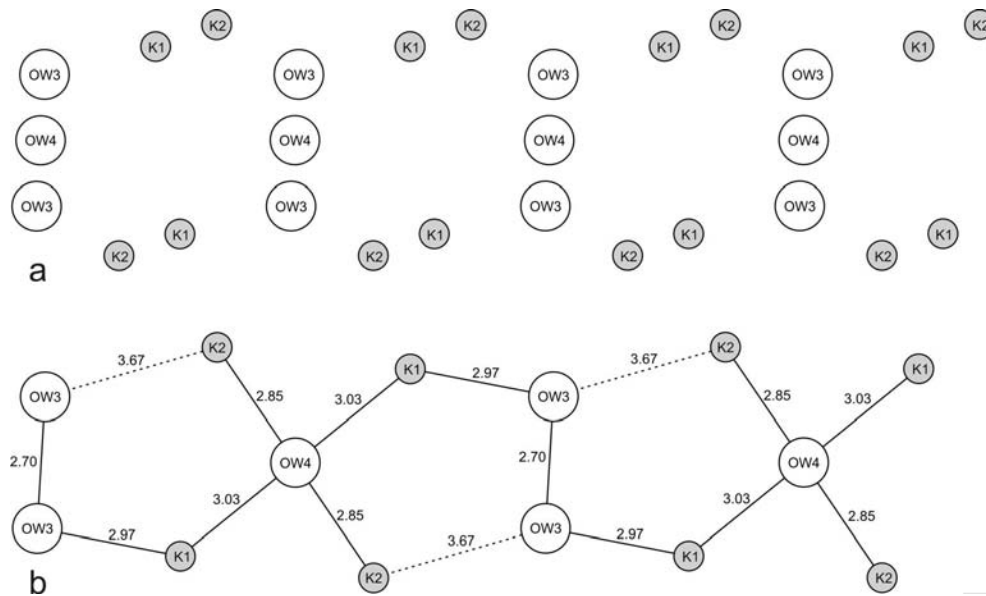 K2 K2 K2 K2
K1 K1 K1 K1
OW3 OW3 OW3 OW3
OW4 OW4 OW4 OW4
OW3 OW3 OW3 OW3
K1 K1 K1 K1
K2 K2 K2 K2
a
K2 K2
3.67 3.67
K1 2.97 K1
OW3 2.85 3.03 OW3 2.85 3.03
2.70 OW4 2.70 OW4
3.03 2.85 3.03 2.85
OW3 2.97 3.67 OW3 2.97
K1 K2 K1 K2
b